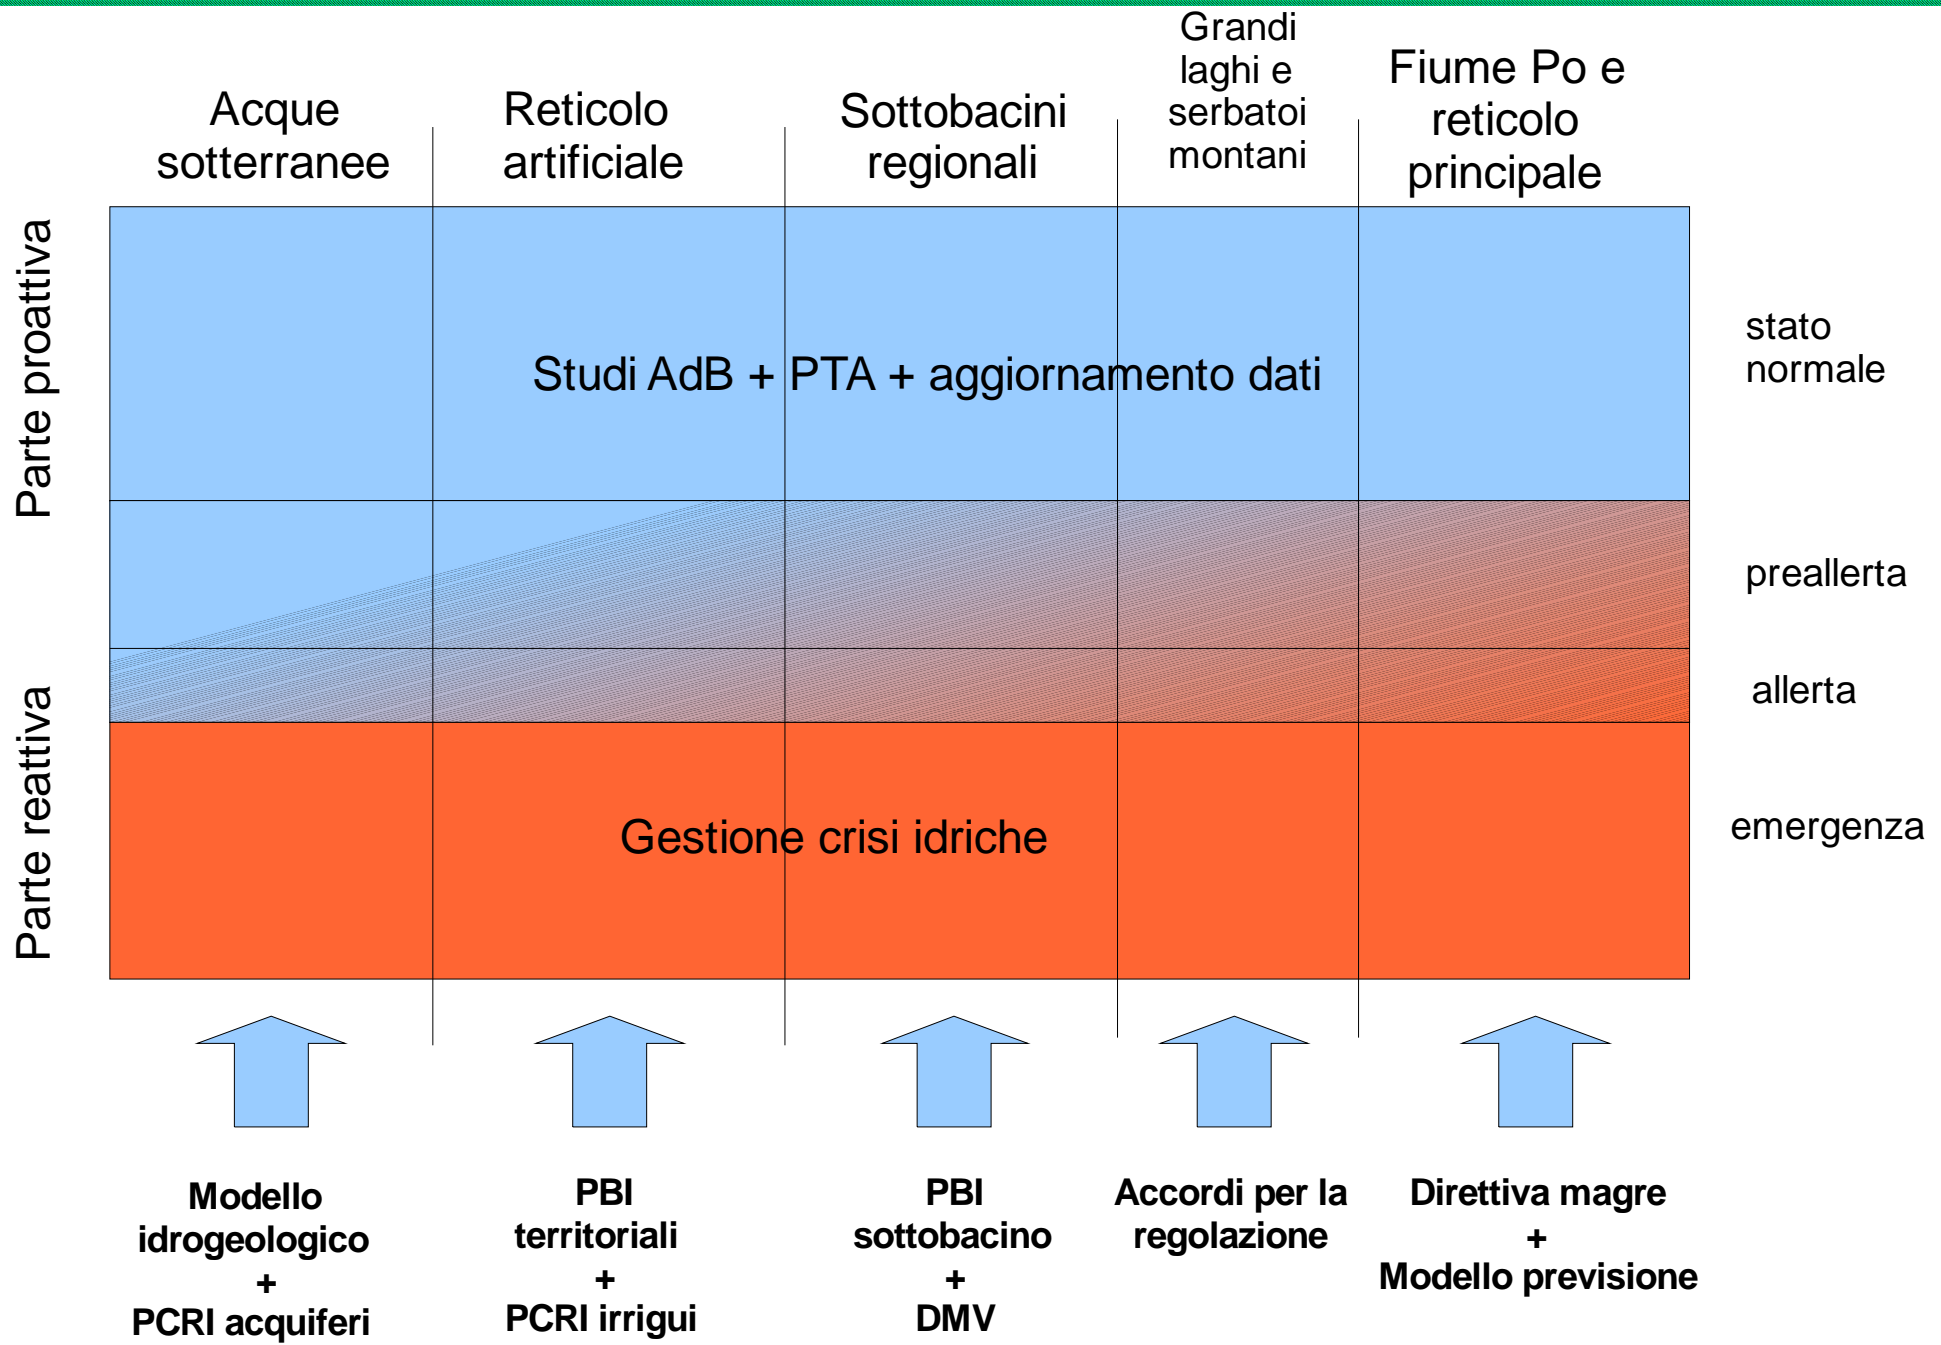 Acque
sotterranee
Reticolo
artificiale
Sottobacini
regionali
Grandi
laghi e
serbatoi
montani
Fiume Po e
reticolo
principale
Parte proattiva
Studi AdB + PTA + aggiornamento dati
stato
normale
preallerta
allerta
Parte reattiva
Gestione crisi idriche
emergenza
Modello
idrogeologico
+
PCRI acquiferi
PBI
territoriali
+
PCRI irrigui
PBI
sottobacino
+
DMV
Accordi per la
regolazione
Direttiva magre
+
Modello previsione